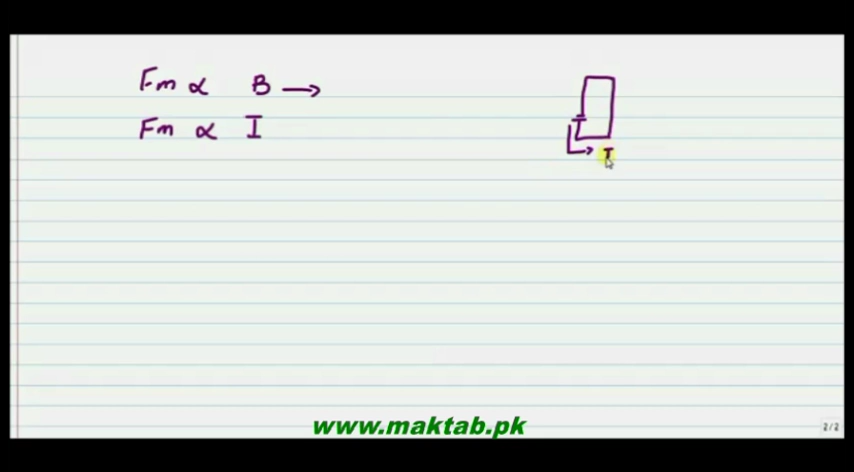 Fm ∝ B →
Fm ∝ I
I
www.maktab.pk
2/2